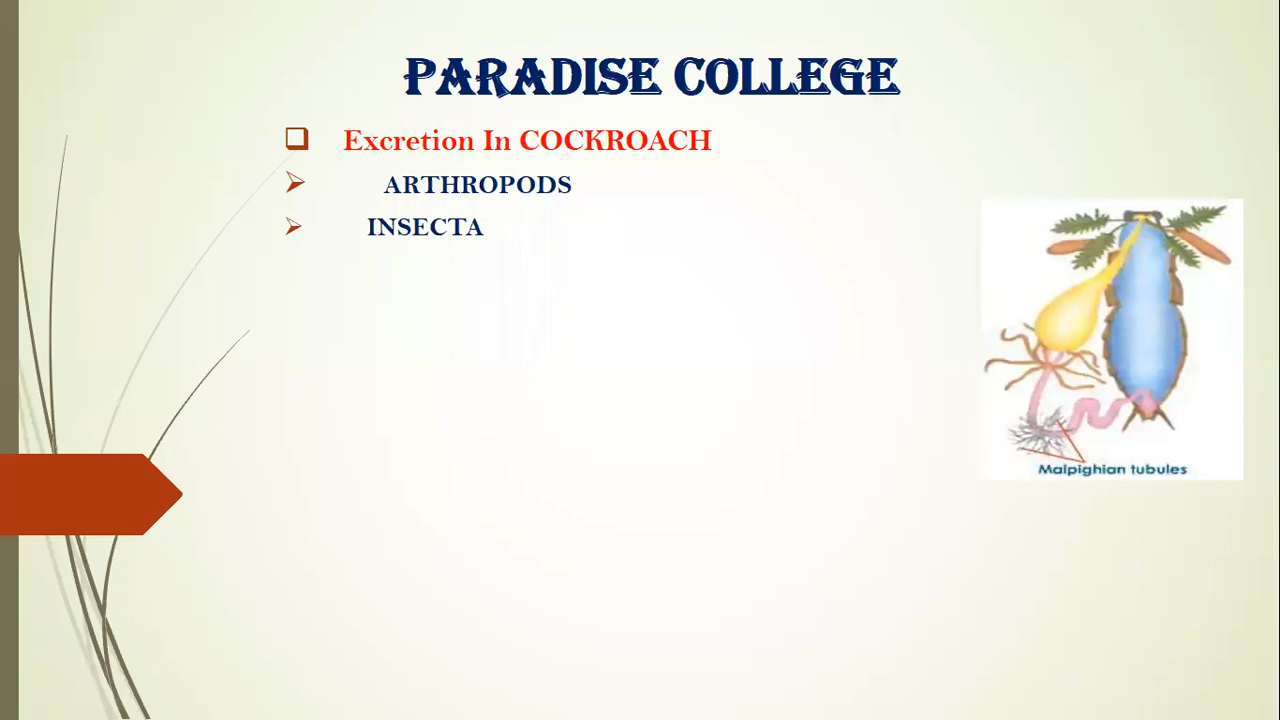 PARADISE COLLEGE
Excretion In COCKROACH
ARTHROPODS
INSECTA
Malpighian tubules